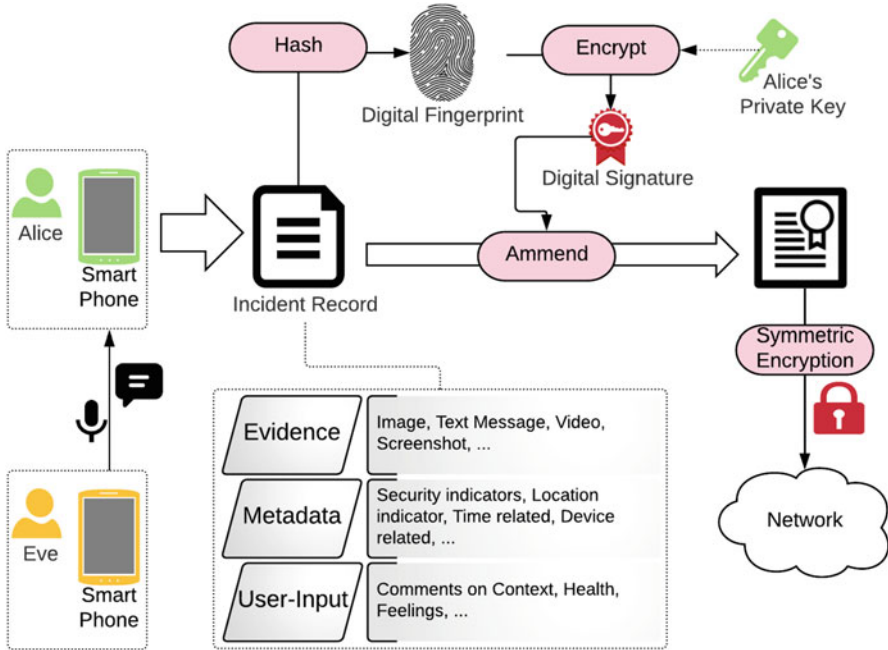 Hash
Encrypt
Digital Fingerprint
Alice's
Private Key
Digital Signature
Alice
Smart
Phone
Incident Record
Ammend
Symmetric
Encryption
Evidence
Image, Text Message, Video,
Screenshot, ...
Metadata
Security indicators, Location
indicator, Time related, Device
related, ...
User-Input
Comments on Context, Health,
Feelings, ...
Eve
Smart
Phone
Network